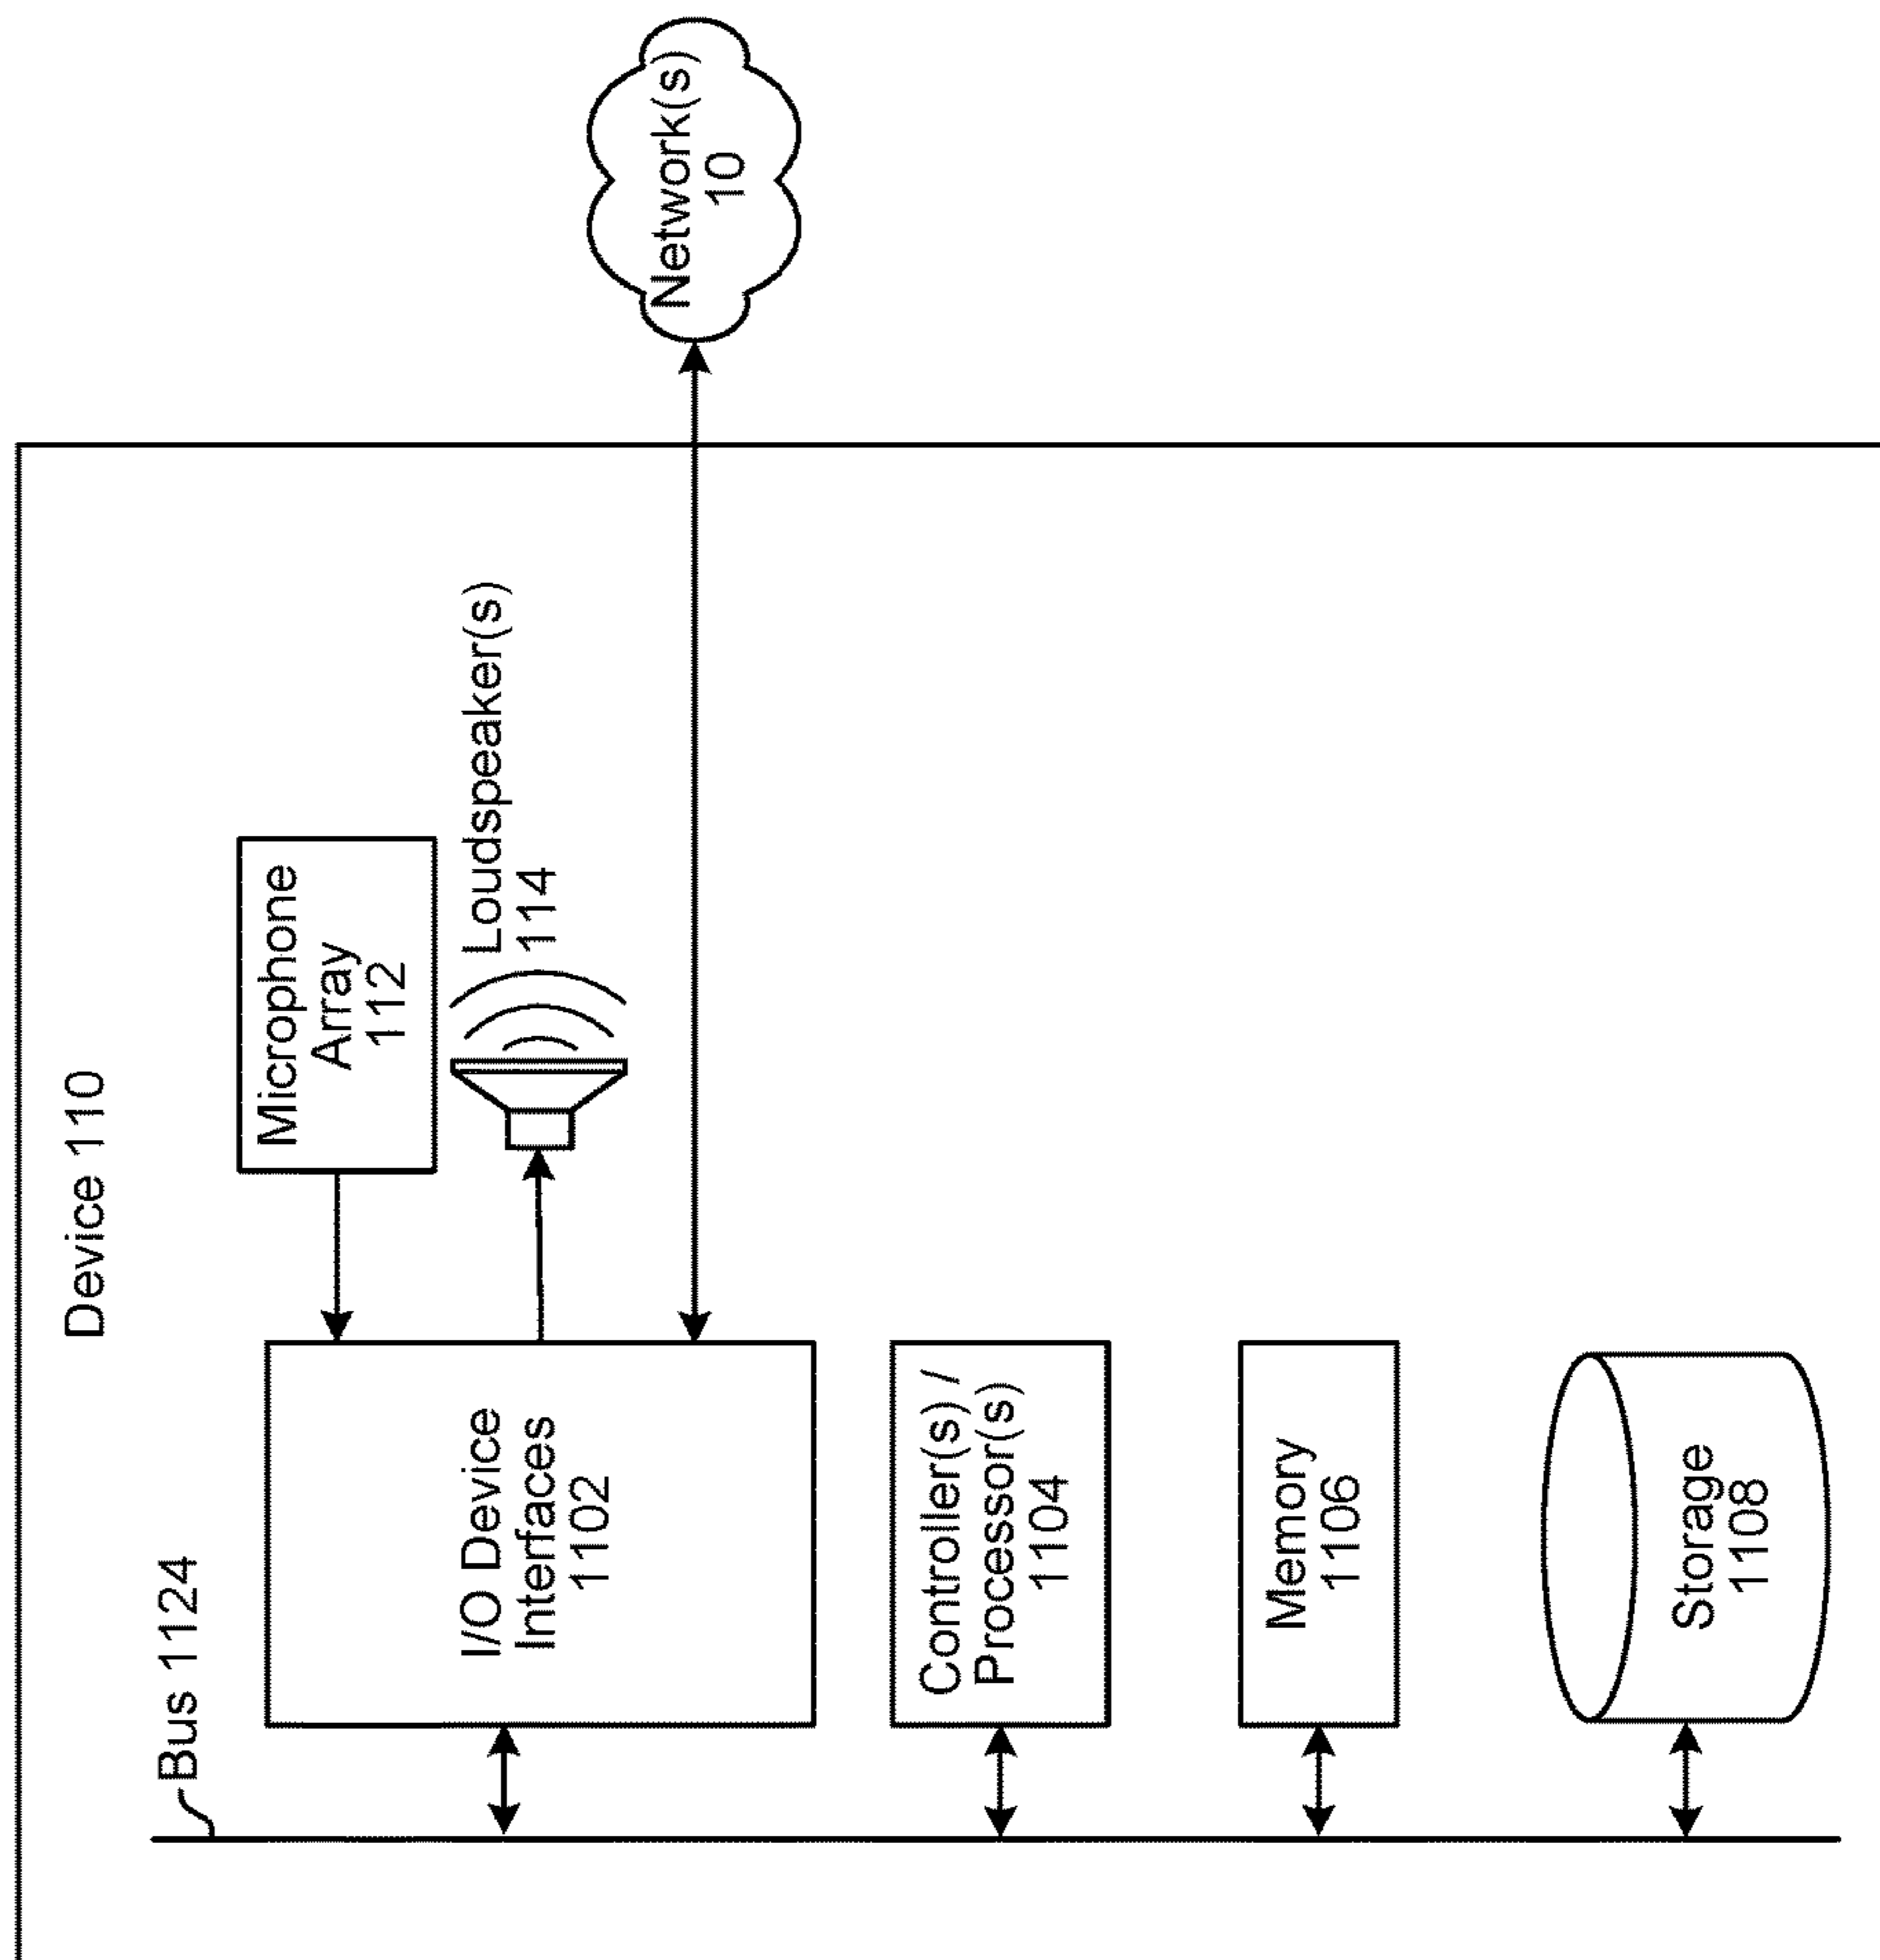 Device 110
Bus 1124
Microphone
Array
112
I/O Device
Interfaces
1102
Loudspeaker(s)
114
Network(s)
10
Controller(s) /
Processor(s)
1104
Memory
1106
Storage
1108